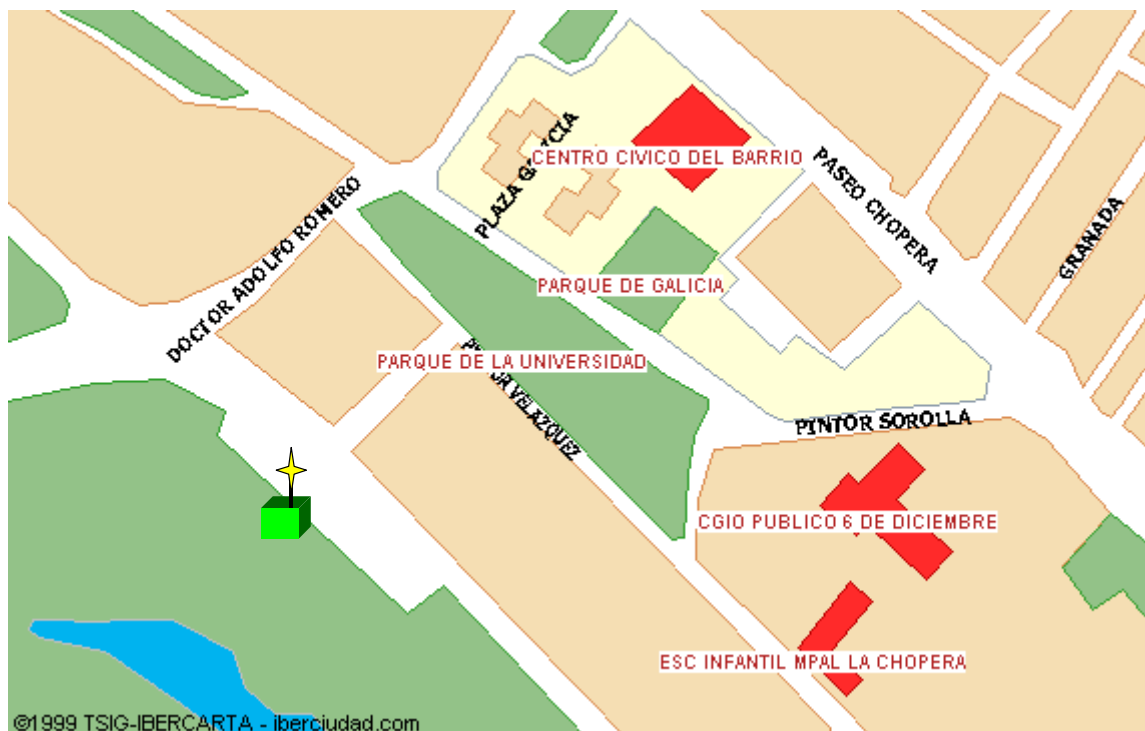 CENTRO CIVICO DEL BARRIO
PLAZA GALICIA
PASEO CHOPERA
DOCTOR ADOLFO ROMERO
GRANADA
PARQUE DE GALICIA
PARQUE DE LA UNIVERSIDAD
VELAZQUEZ
PINTOR SOROLLA
CGIO PUBLICO 6 DE DICIEMBRE
ESC INFANTIL MPAL LA CHOPERA
©1999 TSIG-IBERCARTA - iberciudad.com